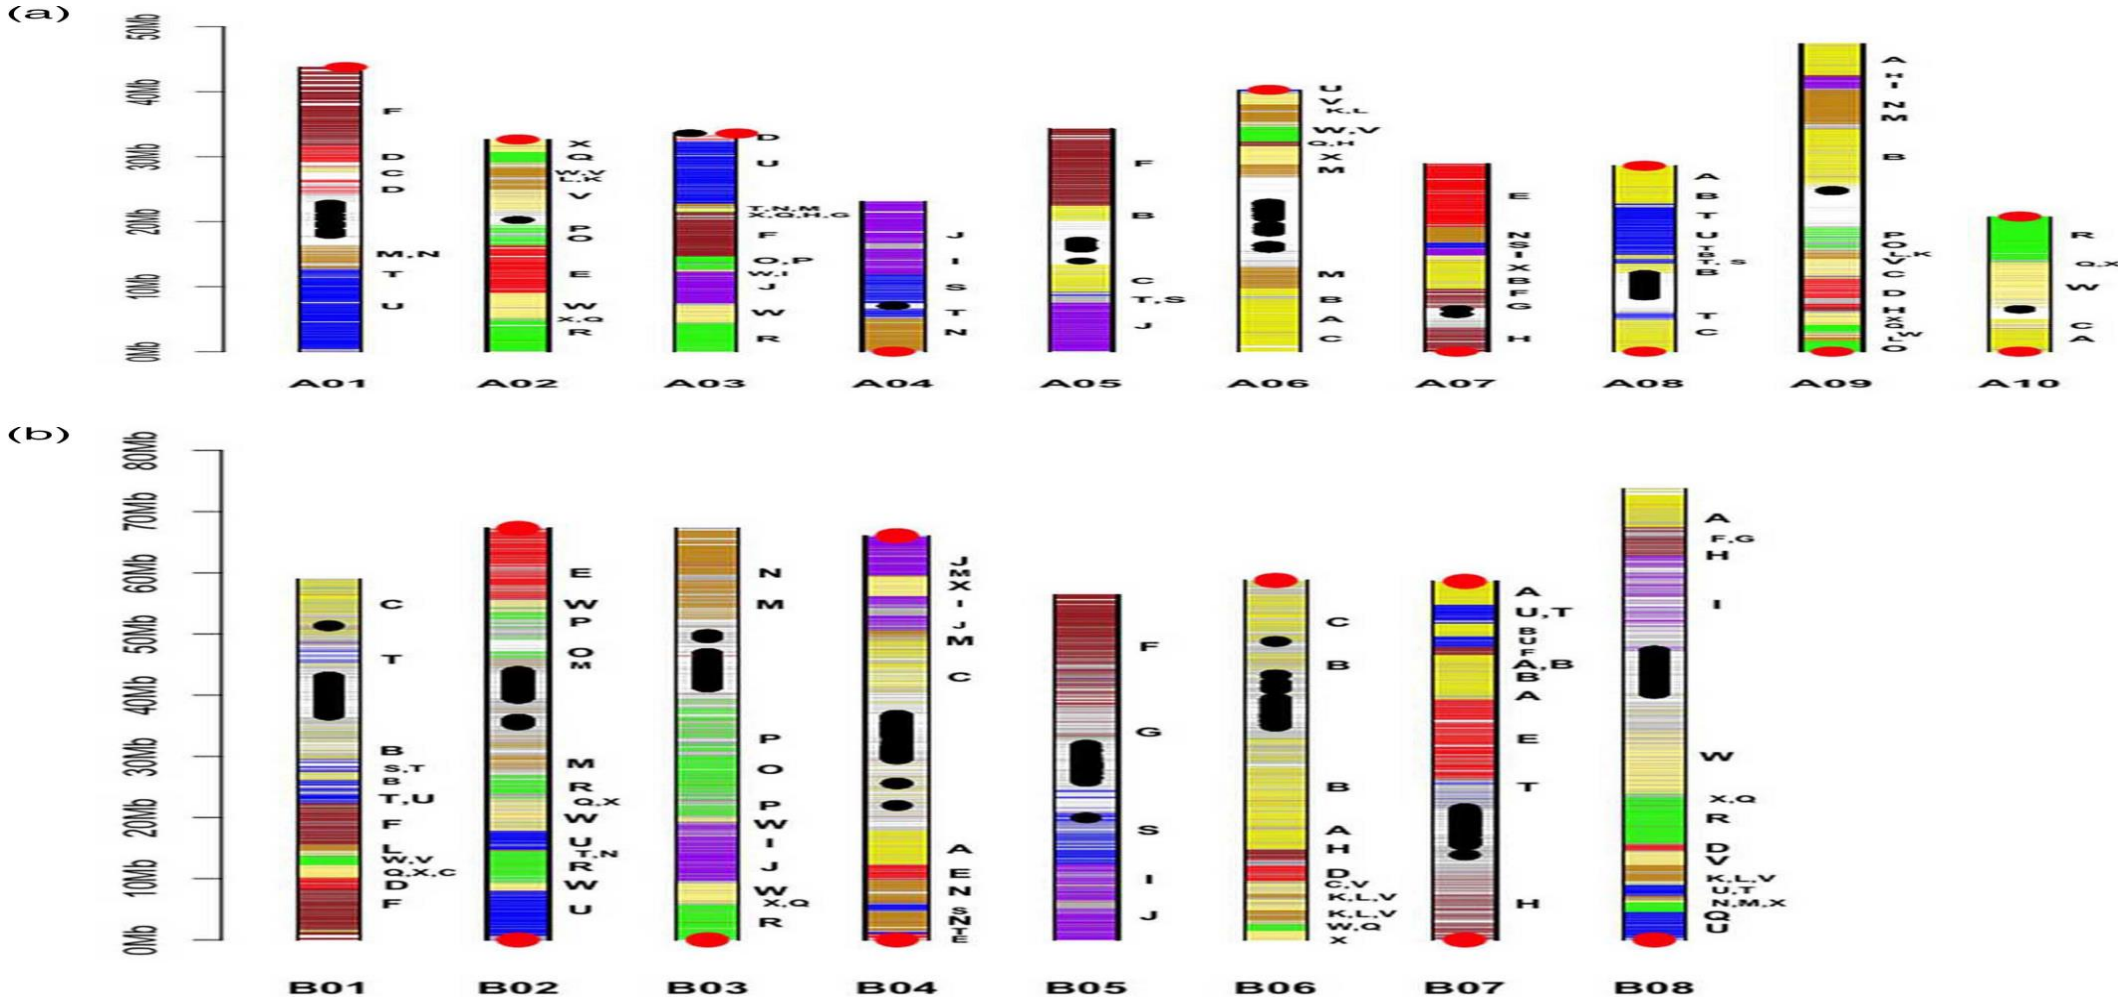 (a)
50Mb
40Mb
30Mb
20Mb
10Mb
0Mb
F
D
C
D
M,N
T
U
A01
X
Q
W,V
L,K
V
P
O
E
W
X,Q
R
A02
D
U
T,N,M
X,Q,H,G
F
O,P
W,I
J
W
R
A03
J
I
S
T
N
A04
F
B
C
T,S
J
A05
U
V
K,L
W,V
Q,H
X
M
M
B
A
C
A06
E
N
S
I
X
B
F
G
H
A07
A
B
T
U
T
B
T, S
B
T
C
A08
A
H
I
N
M
B
P
O
L,K
V
C
D
H
X
Q
W
L
O
A09
R
Q,X
W
C
A
A10
(b)
80Mb
70Mb
60Mb
50Mb
40Mb
30Mb
20Mb
10Mb
0Mb
C
T
B
S,T
B
T,U
F
L
W,V
Q,X,C
D
F
B01
E
W
P
O
M
M
R
Q,X
W
U
T,N
R
W
U
B02
N
M
P
O
P
W
I
J
W
X,Q
R
B03
J
M
X
I
J
M
C
A
E
N
S
N
T
E
B04
F
G
S
I
J
B05
C
B
B
A
H
D
C,V
K,L,V
K,L,V
W,Q
X
B06
A
U,T
B
U
F
A,B
B
A
E
T
H
B07
A
F,G
H
I
W
X,Q
R
D
V
K,L,V
U,T
N,M,X
Q
U
B08